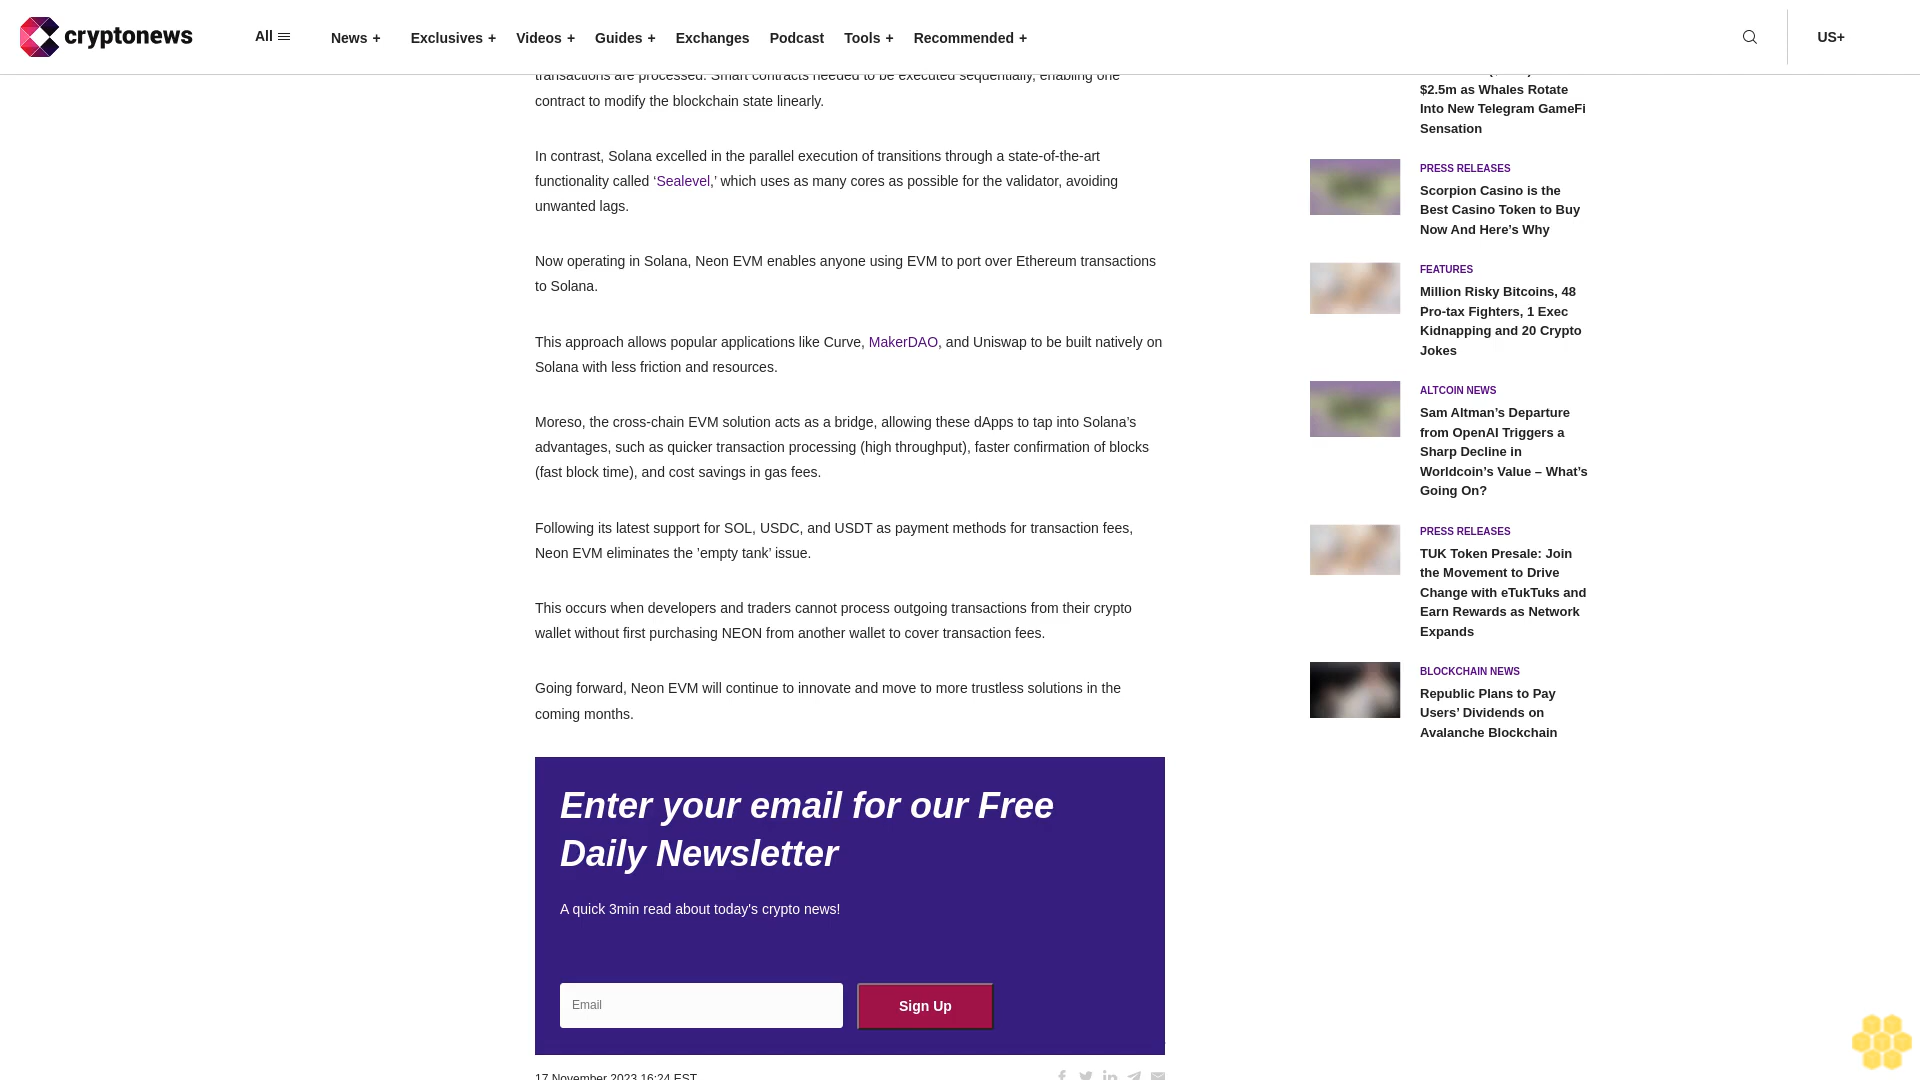 cryptonews
All
News +
Exclusives +
Videos +
Guides +
Exchanges
Podcast
Tools +
Recommended +
US+
transactions are processed. Smart contracts needed to be executed sequentially, enabling one
contract to modify the blockchain state linearly.
In contrast, Solana excelled in the parallel execution of transitions through a state-of-the-art
functionality called ‘Sealevel,’ which uses as many cores as possible for the validator, avoiding
unwanted lags.
Now operating in Solana, Neon EVM enables anyone using EVM to port over Ethereum transactions
to Solana.
This approach allows popular applications like Curve, MakerDAO, and Uniswap to be built natively on
Solana with less friction and resources.
Moreso, the cross-chain EVM solution acts as a bridge, allowing these dApps to tap into Solana’s
advantages, such as quicker transaction processing (high throughput), faster confirmation of blocks
(fast block time), and cost savings in gas fees.
Following its latest support for SOL, USDC, and USDT as payment methods for transaction fees,
Neon EVM eliminates the ’empty tank’ issue.
This occurs when developers and traders cannot process outgoing transactions from their crypto
wallet without first purchasing NEON from another wallet to cover transaction fees.
Going forward, Neon EVM will continue to innovate and move to more trustless solutions in the
coming months.
Enter your email for our Free
Daily Newsletter
A quick 3min read about today's crypto news!
Email
Sign Up
17 November 2023 16:24 EST
$2.5m as Whales Rotate
Into New Telegram GameFi
Sensation
PRESS RELEASES
Scorpion Casino is the
Best Casino Token to Buy
Now And Here’s Why
FEATURES
Million Risky Bitcoins, 48
Pro-tax Fighters, 1 Exec
Kidnapping and 20 Crypto
Jokes
ALTCOIN NEWS
Sam Altman’s Departure
from OpenAI Triggers a
Sharp Decline in
Worldcoin’s Value – What’s
Going On?
PRESS RELEASES
TUK Token Presale: Join
the Movement to Drive
Change with eTukTuks and
Earn Rewards as Network
Expands
BLOCKCHAIN NEWS
Republic Plans to Pay
Users’ Dividends on
Avalanche Blockchain